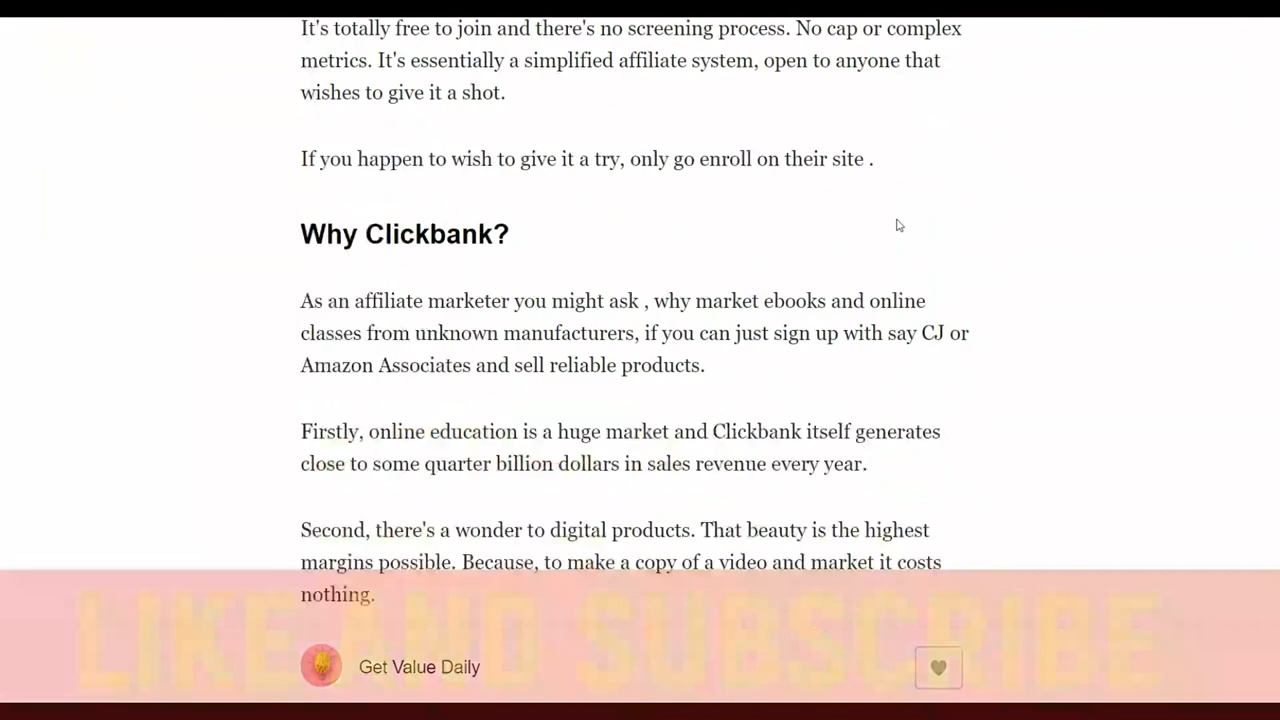 It's totally free to join and there's no screening process. No cap or complex
metrics. It's essentially a simplified affiliate system, open to anyone that
wishes to give it a shot.
If you happen to wish to give it a try, only go enroll on their site .
Why Clickbank?
As an affiliate marketer you might ask , why market ebooks and online
classes from unknown manufacturers, if you can just sign up with say CJ or
Amazon Associates and sell reliable products.
Firstly, online education is a huge market and Clickbank itself generates
close to some quarter billion dollars in sales revenue every year.
Second, there's a wonder to digital products. That beauty is the highest
margins possible. Because, to make a copy of a video and market it costs
nothing.
LIKE AND SUBSCRIBE
Get Value Daily